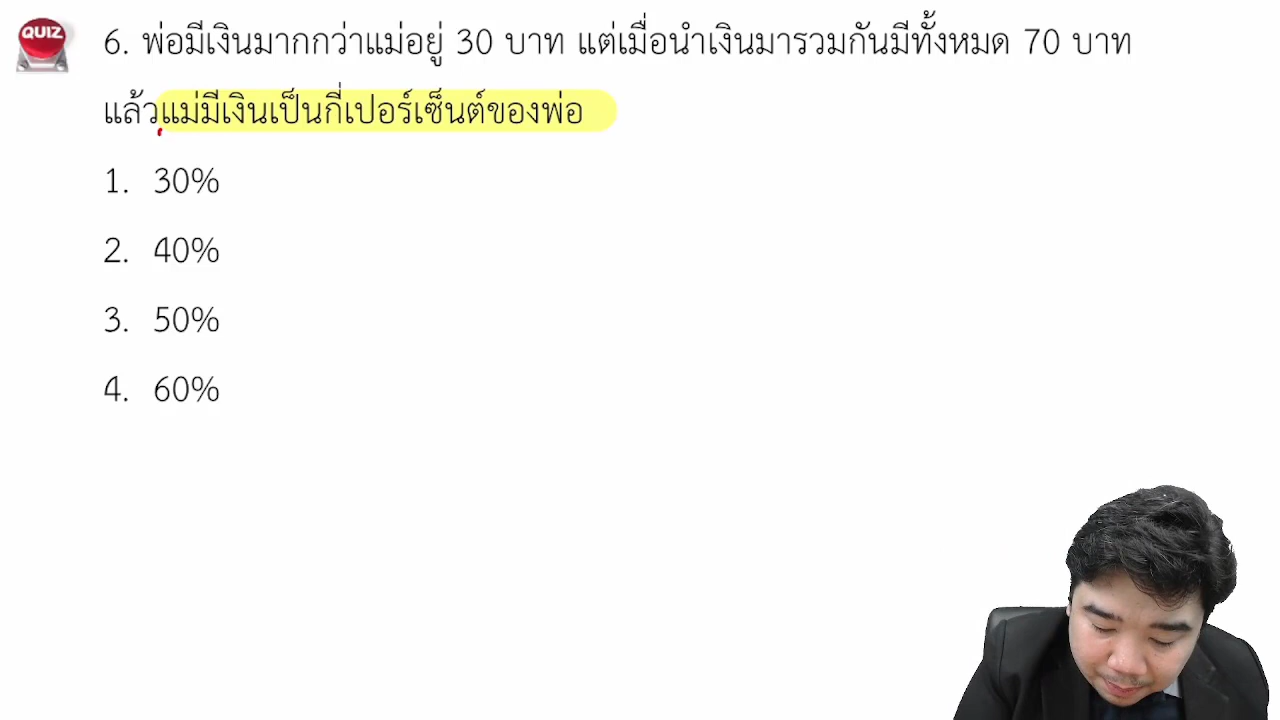 QUIZ
6. พ่อมีเงินมากกว่าแม่อยู่ 30 บาท แต่เมื่อนำเงินมารวมกันมีทั้งหมด 70 บาท
แล้วแม่มีเงินเป็นกี่เปอร์เซ็นต์ของพ่อ
1. 30%
2. 40%
3. 50%
4. 60%